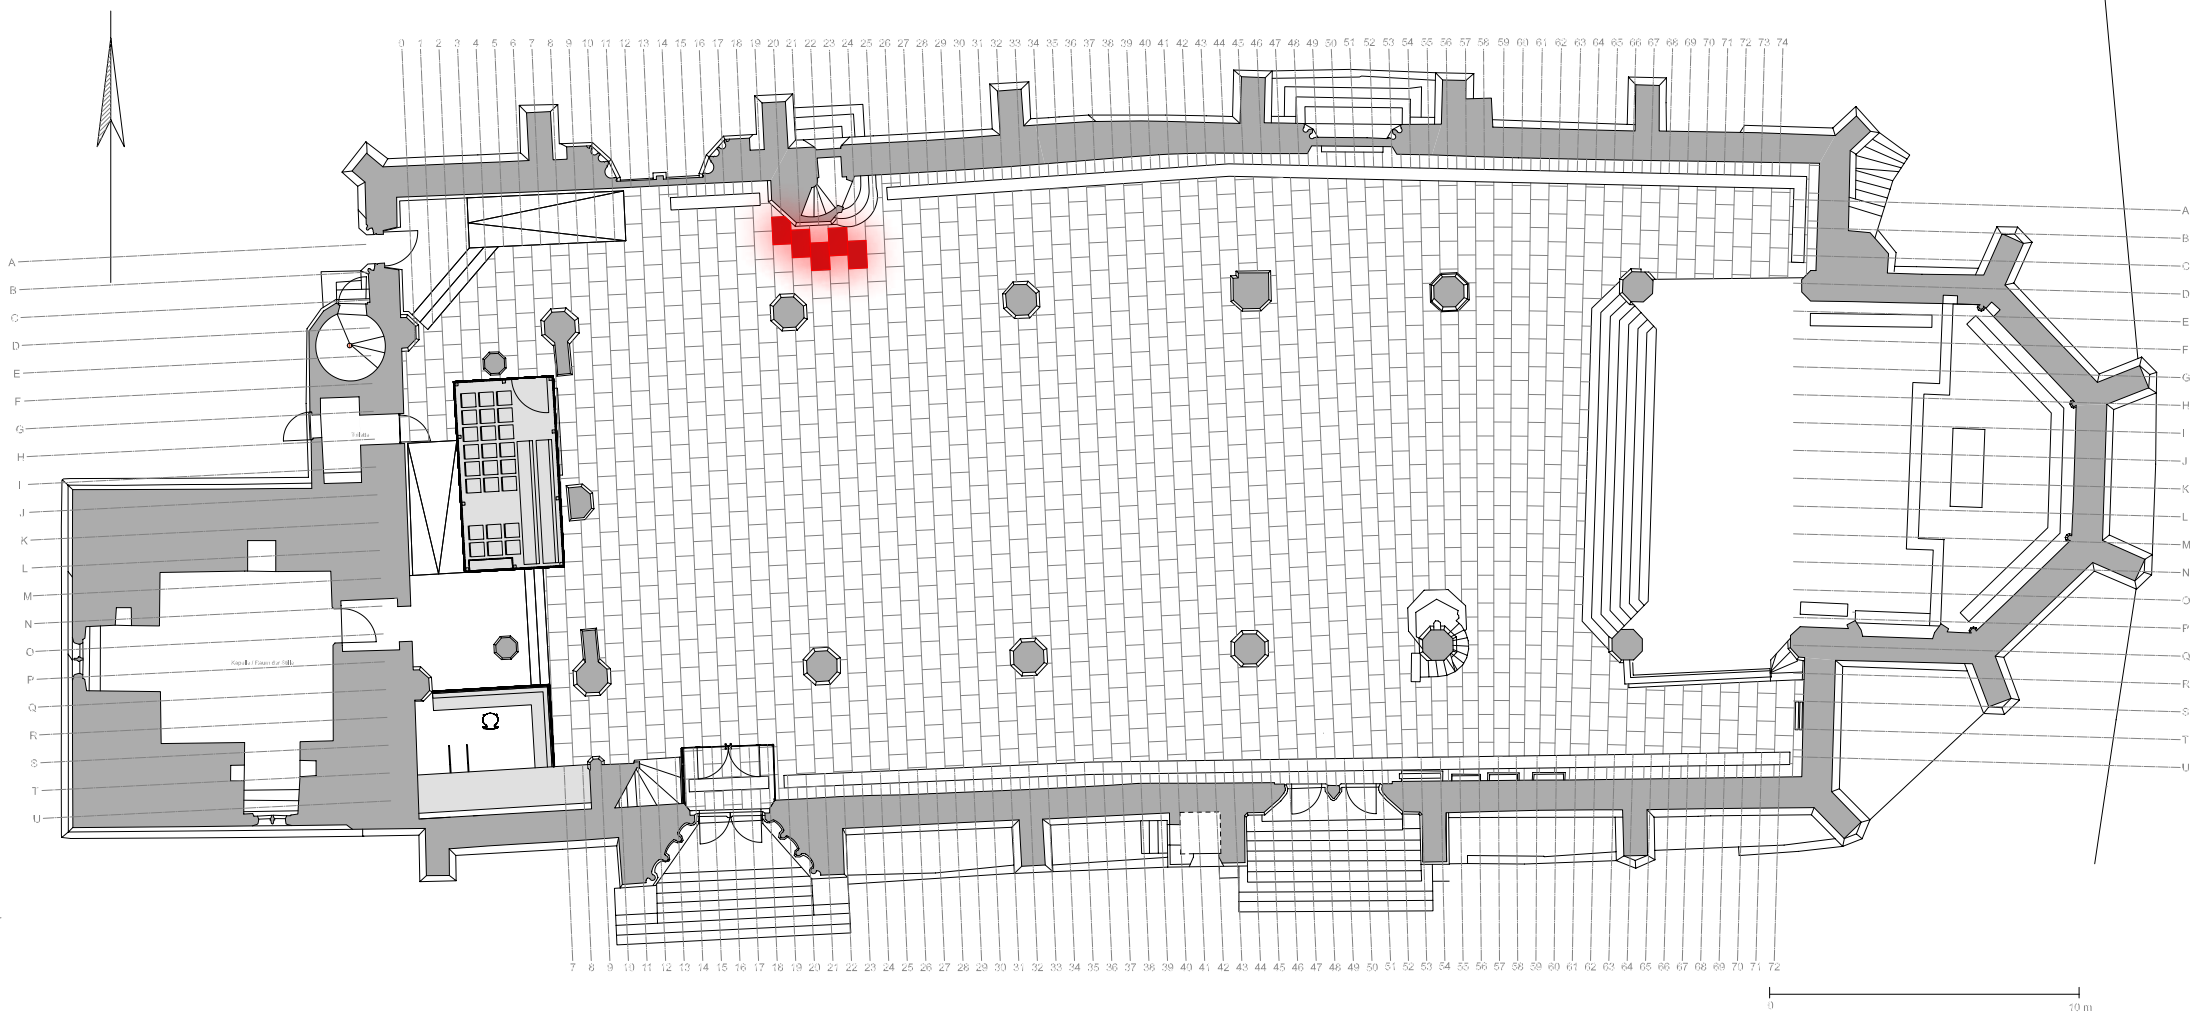 0 1 2 3 4 5 6 7 8 9 10 11 12 13 14 15 16 17 18 19 20 21 22 23 24 25 26 27 28 29 30 31 32 33 34 35 36 37 38 39 40 41 42 43 44 45 46 47 48 49 50 51 52 53 54 55 56 57 58 59 60 61 62 63 64 65 66 67 68 69 70 71 72 73 74
A
B
C
D
E
F
G
H
I
J
K
L
M
N
O
P
Q
R
S
T
U
A
B
C
D
E
F
G
H
I
J
K
L
M
N
O
P
Q
R
S
T
U
7 8 9 10 11 12 13 14 15 16 17 18 19 20 21 22 23 24 25 26 27 28 29 30 31 32 33 34 35 36 37 38 39 40 41 42 43 44 45 46 47 48 49 50 51 52 53 54 55 56 57 58 59 60 61 62 63 64 65 66 67 68 69 70 71 72
0 10 m